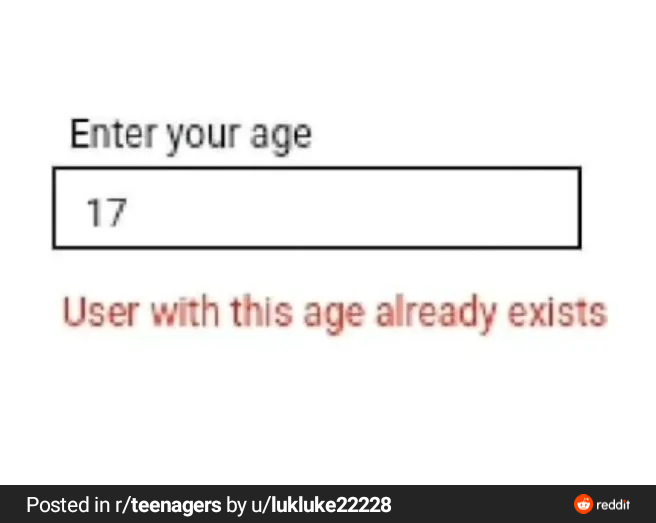 Enter your age
17
User with this age already exists
Posted in r/teenagers by u/lukluke22228
reddit